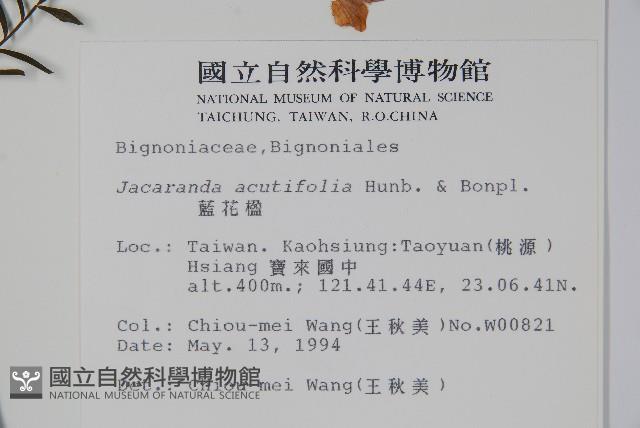 國立自然科學博物館
NATIONAL MUSEUM OF NATURAL SCIENCE
TAICHUNG, TAIWAN, R.O.CHINA
Bignoniaceae,Bignoniales
Jacaranda acutifolia Hunb. & Bonpl.
藍花楹
Loc.: Taiwan. Kaohsiung:Taoyuan(桃源)
Hsiang 寶來國中
alt.400m.; 121.41.44E, 23.06.41N.
Col.: Chiou-mei Wang(王秋美)No.W00821
Date: May. 13, 1994
Det.: Chiou-mei Wang(王秋美)
國立自然科學博物館
NATIONAL MUSEUM OF NATURAL SCIENCE